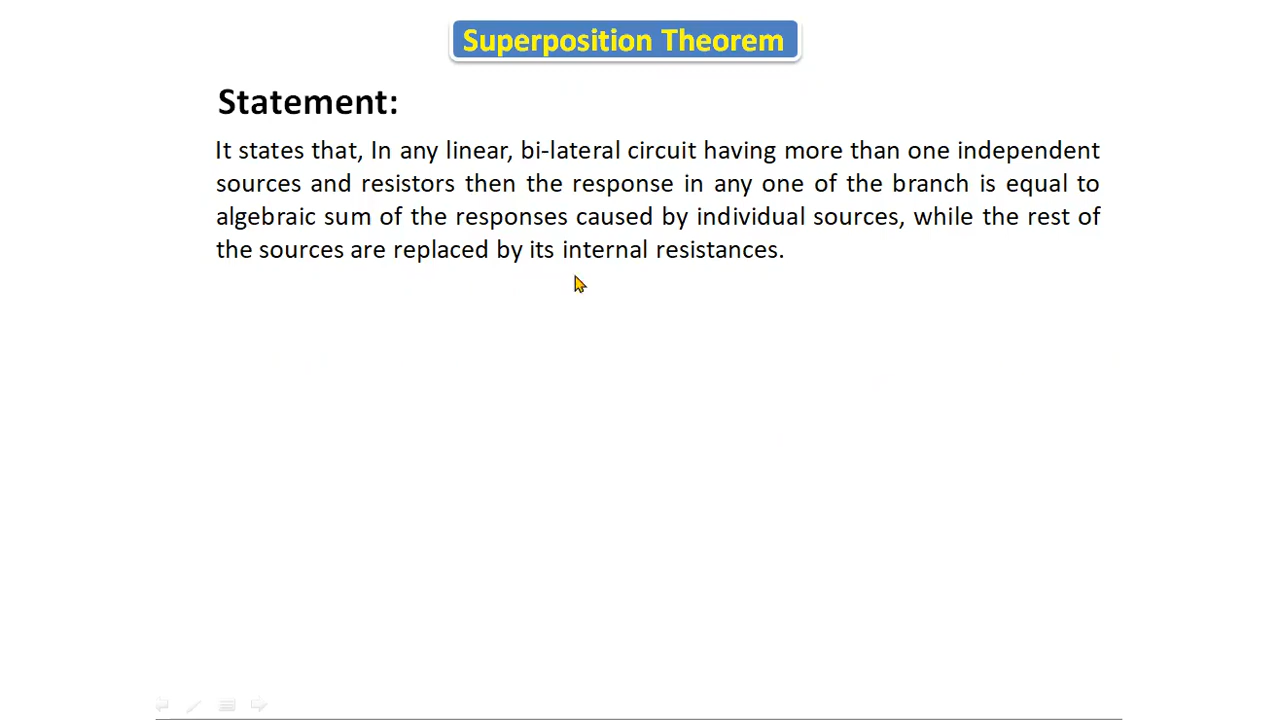 Superposition Theorem
Statement:
It states that, In any linear, bi-lateral circuit having more than one independent
sources and resistors then the response in any one of the branch is equal to
algebraic sum of the responses caused by individual sources, while the rest of
the sources are replaced by its internal resistances.